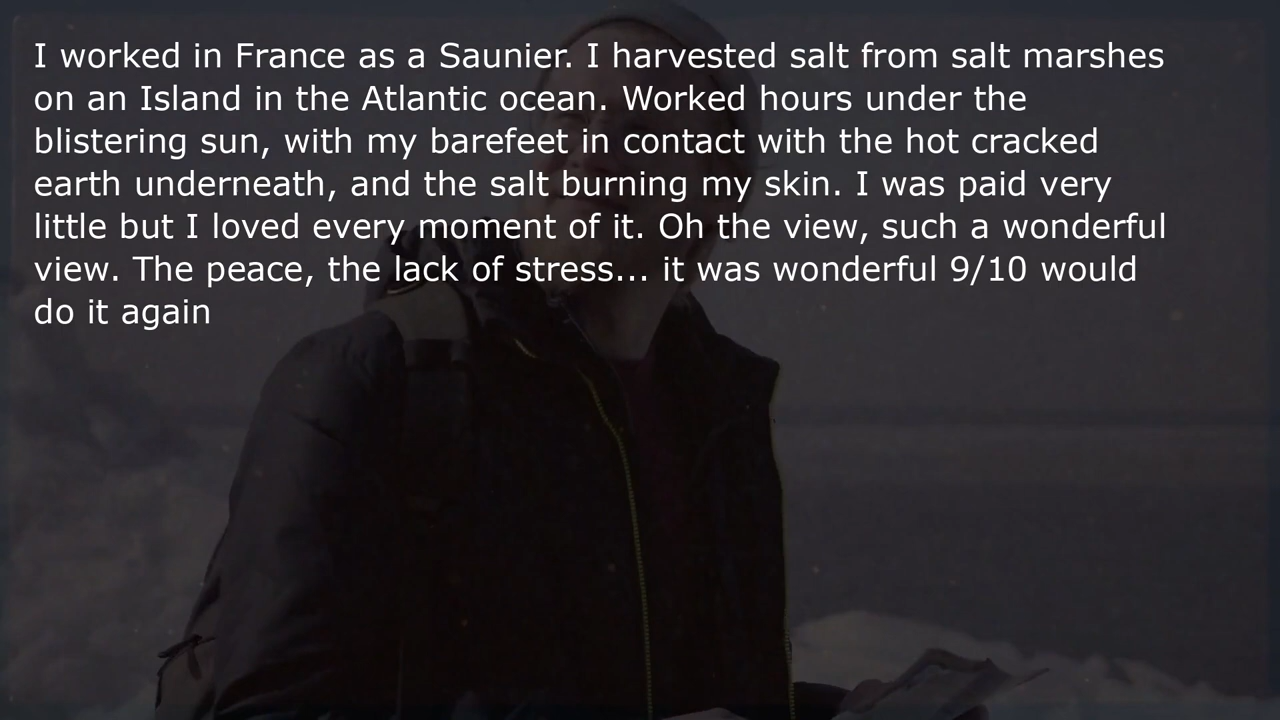 I worked in France as a Saunier. I harvested salt from salt marshes
on an Island in the Atlantic ocean. Worked hours under the
blistering sun, with my barefeet in contact with the hot cracked
earth underneath, and the salt burning my skin. I was paid very
little but I loved every moment of it. Oh the view, such a wonderful
view. The peace, the lack of stress... it was wonderful 9/10 would
do it again